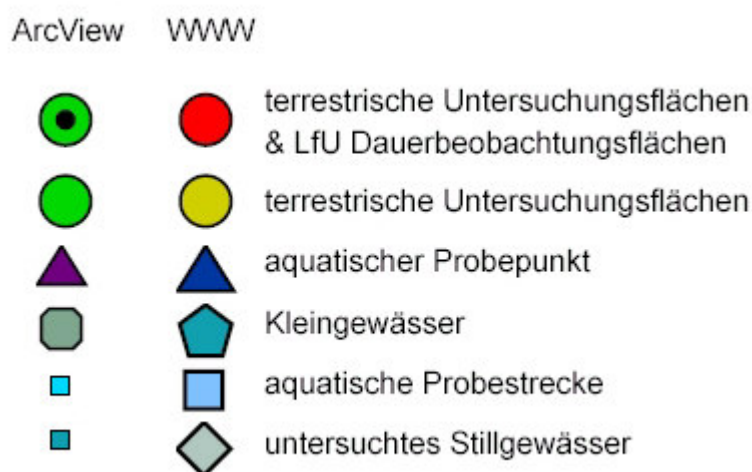 ArcView WWW
terrestrische Untersuchungsflächen
& LfU Dauerbeobachtungsflächen
terrestrische Untersuchungsflächen
aquatischer Probepunkt
Kleingewässer
aquatische Probestrecke
untersuchtes Stillgewässer